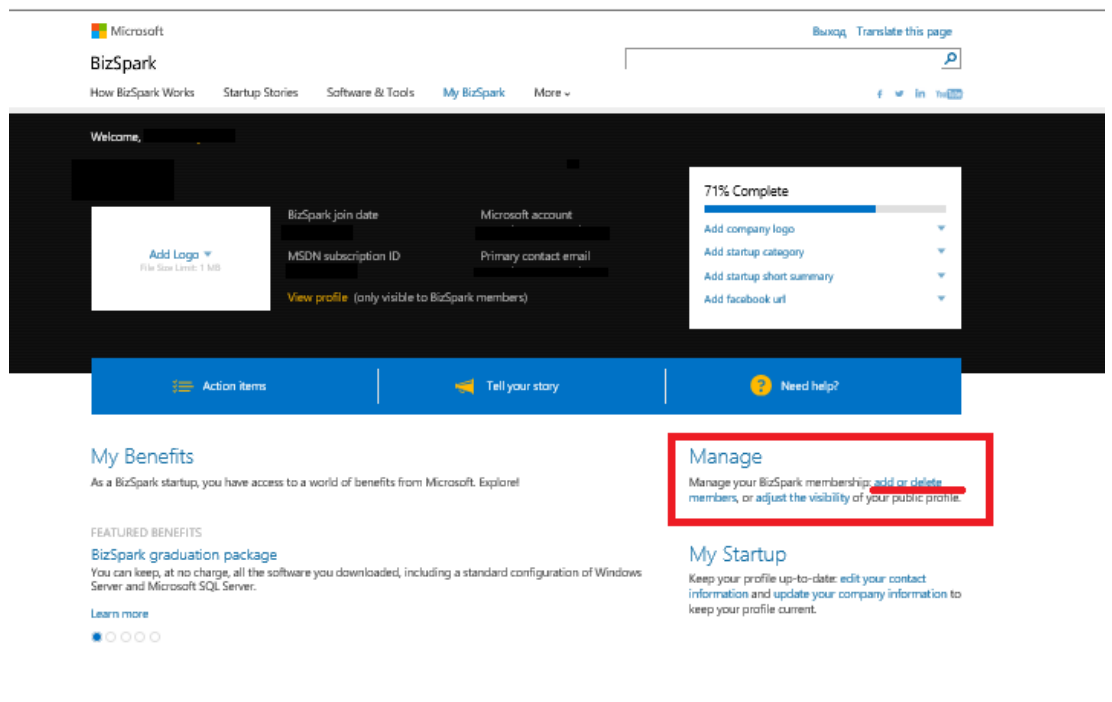 Microsoft
Выход Translate this page
BizSpark
How BizSpark Works Startup Stories Software & Tools My BizSpark More
f in You Tube
Welcome,
71% Complete
Add company logo
Add startup category
Add startup short summary
Add facebook url
Add Logo
File Size Limit: 1 MB
BizSpark join date
Microsoft account
MSDN subscription ID
Primary contact email
View profile (only visible to BizSpark members)
Action items
Tell your story
? Need help?
My Benefits
As a BizSpark startup, you have access to a world of benefits from Microsoft. Explore!
FEATURED BENEFITS
BizSpark graduation package
You can keep, at no charge, all the software you downloaded, including a standard configuration of Windows
Server and Microsoft SQL Server.
Learn more
Manage
Manage your BizSpark membership: add or delete
members, or adjust the visibility of your public profile.
My Startup
Keep your profile up-to-date: edit your contact
information and update your company information to
keep your profile current.